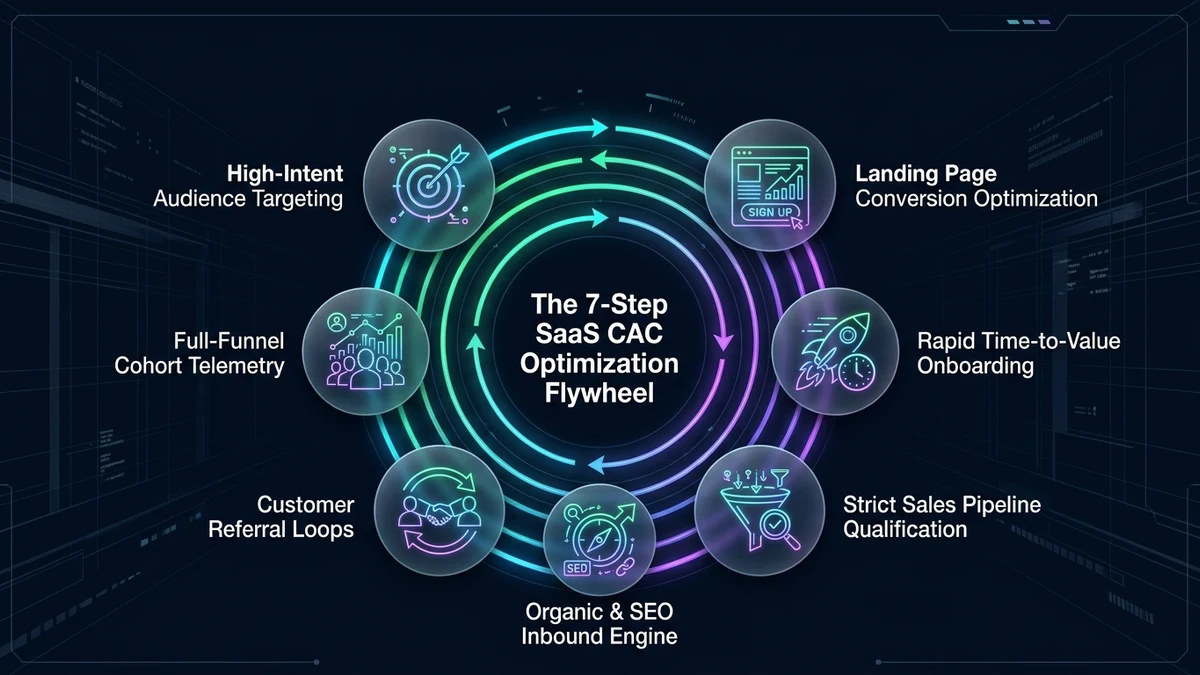 High-Intent
Audience Targeting
Landing Page
Conversion Optimization
SIGN UP
The 7-Step
SaaS CAC
Optimization
Flywheel
Full-Funnel
Cohort Telemetry
Rapid Time-to-Value
Onboarding
Customer
Referral Loops
Strict Sales Pipeline
Qualification
SEO
Organic & SEO
Inbound Engine